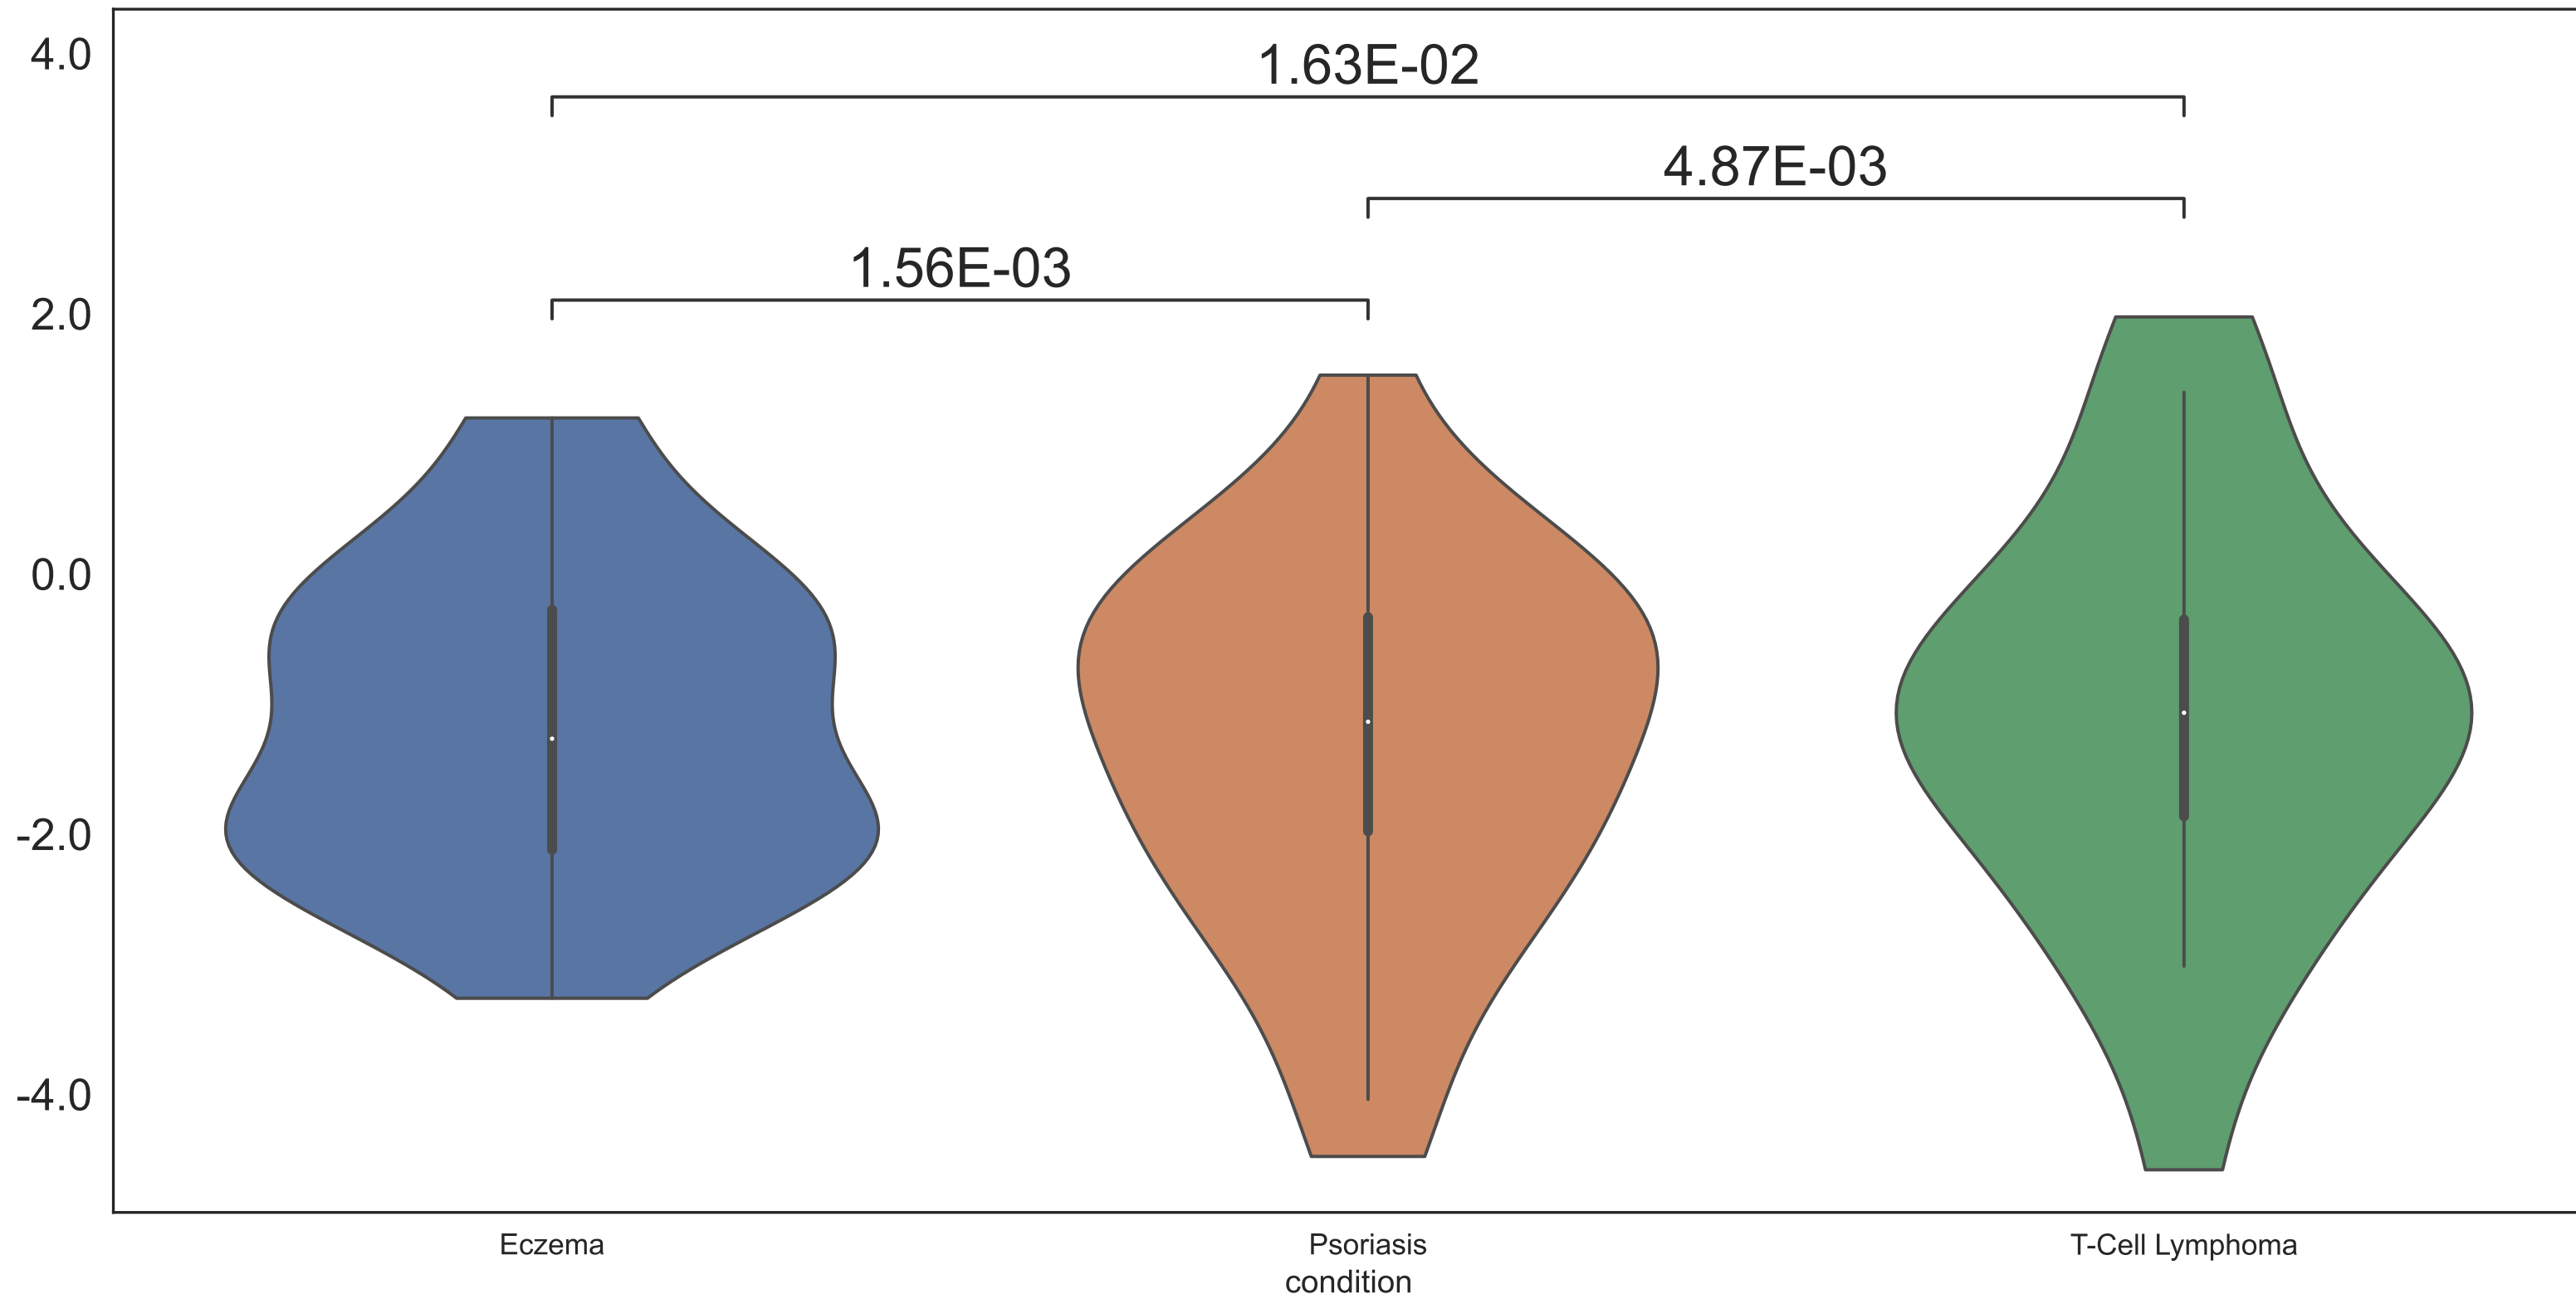 4.0
1.63E-02
4.87E-03
1.56E-03
2.0
0.0
-2.0
-4.0
Eczema
Psoriasis
T-Cell Lymphoma
condition